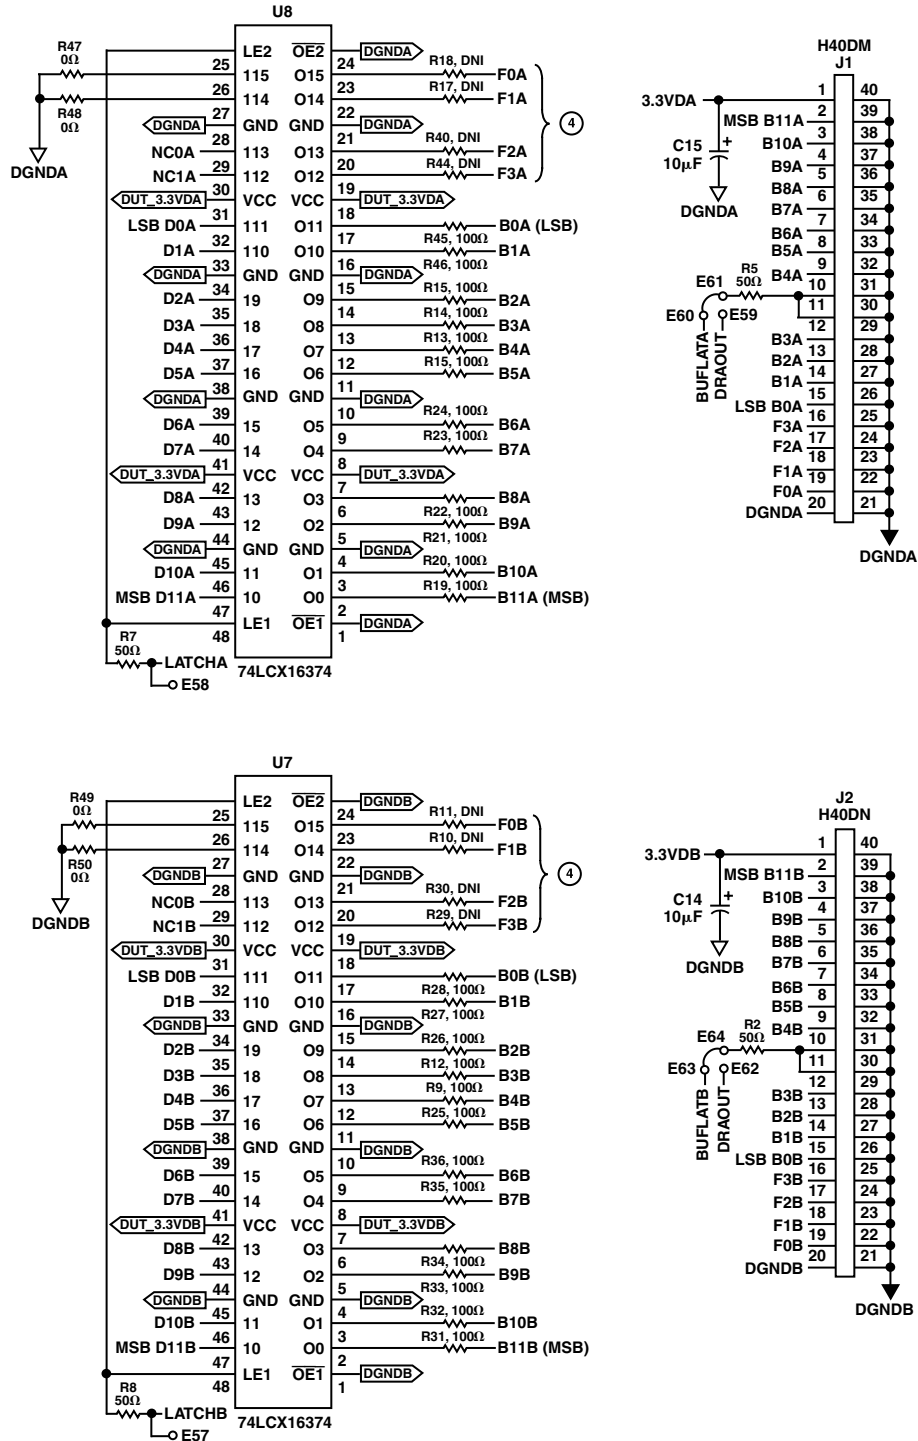 U8
R47
0Ω
R48
0Ω
DGNDA
LE2 OE2 DGNDA
25 24 R18, DNI
115 O15 F0A
26 23 R17, DNI
114 O14 F1A
27 22
DGNDA GND GND DGNDA
4
28 21 R40, DNI
NC0A 113 O13 F2A
29 20 R44, DNI
NC1A 112 O12 F3A
30 19
DUT_3.3VDA VCC VCC DUT_3.3VDA
31 18
LSB D0A 111 O11 B0A (LSB)
32 17 R45, 100Ω
D1A 110 O10 B1A
33 16 R46, 100Ω
DGNDA GND GND DGNDA
34 15 R15, 100Ω
D2A 19 O9 B2A
35 14 R14, 100Ω
D3A 18 O8 B3A
36 13 R13, 100Ω
D4A 17 O7 B4A
37 12 R15, 100Ω
D5A 16 O6 B5A
38 11
DGNDA GND GND DGNDA
39 10 R24, 100Ω
D6A 15 O5 B6A
40 9 R23, 100Ω
D7A 14 O4 B7A
41 8
DUT_3.3VDA VCC VCC DUT_3.3VDA
42 7
D8A 13 O3 B8A
43 6 R22, 100Ω
D9A 12 O2 B9A
44 5 R21, 100Ω
DGNDA GND GND DGNDA
45 4 R20, 100Ω
D10A 11 O1 B10A
46 3 R19, 100Ω
MSB D11A 10 O0 B11A (MSB)
47 2
LE1 OE1 DGNDA
48 1
R7
50Ω
LATCHA
E58
74LCX16374
H40DM
J1
3.3VDA 1 40
MSB B11A 2 39
B10A 3 38
B9A 4 37
B8A 5 36
B7A 6 35
B6A 7 34
B5A 8 33
B4A 9 32
10 31
11 30
12 29
B3A
13 28
B2A
14 27
B1A
15 26
LSB B0A
16 25
F3A
17 24
F2A
18 23
F1A
19 22
F0A
20 21
DGNDA
DGNDA
C15
10µF
+
DGNDA
E61
R5
50Ω
E60
E59
BUFLATA
DRAOUT
U7
R49
0Ω
R50
0Ω
DGNDB
LE2 OE2 DGNDB
25 24 R11, DNI
115 O15 F0B
26 23 R10, DNI
114 O14 F1B
27 22
DGNDB GND GND DGNDB
4
28 21 R30, DNI
NC0B 113 O13 F2B
29 20 R29, DNI
NC1B 112 O12 F3B
30 19
DUT_3.3VDB VCC VCC DUT_3.3VDB
31 18
LSB D0B 111 O11 B0B (LSB)
32 17 R28, 100Ω
D1B 110 O10 B1B
33 16 R27, 100Ω
DGNDB GND GND DGNDB
34 15 R26, 100Ω
D2B 19 O9 B2B
35 14 R12, 100Ω
D3B 18 O8 B3B
36 13 R9, 100Ω
D4B 17 O7 B4B
37 12 R25, 100Ω
D5B 16 O6 B5B
38 11
DGNDB GND GND DGNDB
39 10 R36, 100Ω
D6B 15 O5 B6B
40 9 R35, 100Ω
D7B 14 O4 B7B
41 8
DUT_3.3VDB VCC VCC DUT_3.3VDB
42 7
D8B 13 O3 B8B
43 6 R34, 100Ω
D9B 12 O2 B9B
44 5 R33, 100Ω
DGNDB GND GND DGNDB
45 4 R32, 100Ω
D10B 11 O1 B10B
46 3 R31, 100Ω
MSB D11B 10 O0 B11B (MSB)
47 2
LE1 OE1 DGNDB
48 1
R8
50Ω
LATCHB
E57
74LCX16374
J2
H40DN
3.3VDB 1 40
MSB B11B 2 39
B10B 3 38
B9B 4 37
B8B 5 36
B7B 6 35
B6B 7 34
B5B 8 33
B4B 9 32
10 31
11 30
12 29
B3B
13 28
B2B
14 27
B1B
15 26
LSB B0B
16 25
F3B
17 24
F2B
18 23
F1B
19 22
F0B
20 21
DGNDB
DGNDB
C14
10µF
+
DGNDB
E64
R2
50Ω
E63
E62
BUFLATB
DRAOUT